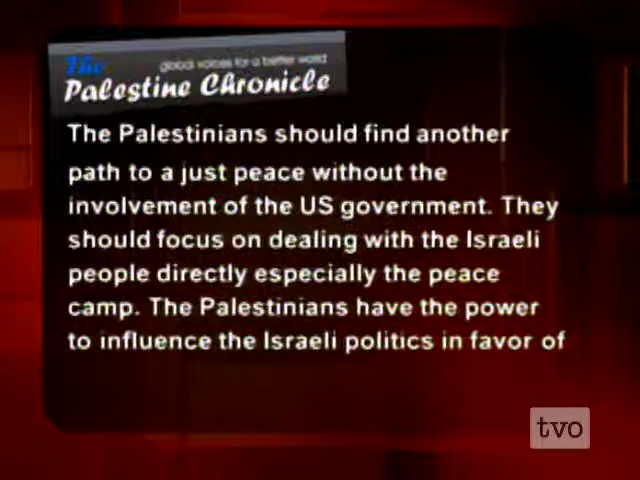 The
global voices for a better world
Palestine Chronicle
The Palestinians should find another
path to a just peace without the
involvement of the US government. They
should focus on dealing with the Israeli
people directly especially the peace
camp. The Palestinians have the power
to influence the Israeli politics in favor of
tvo